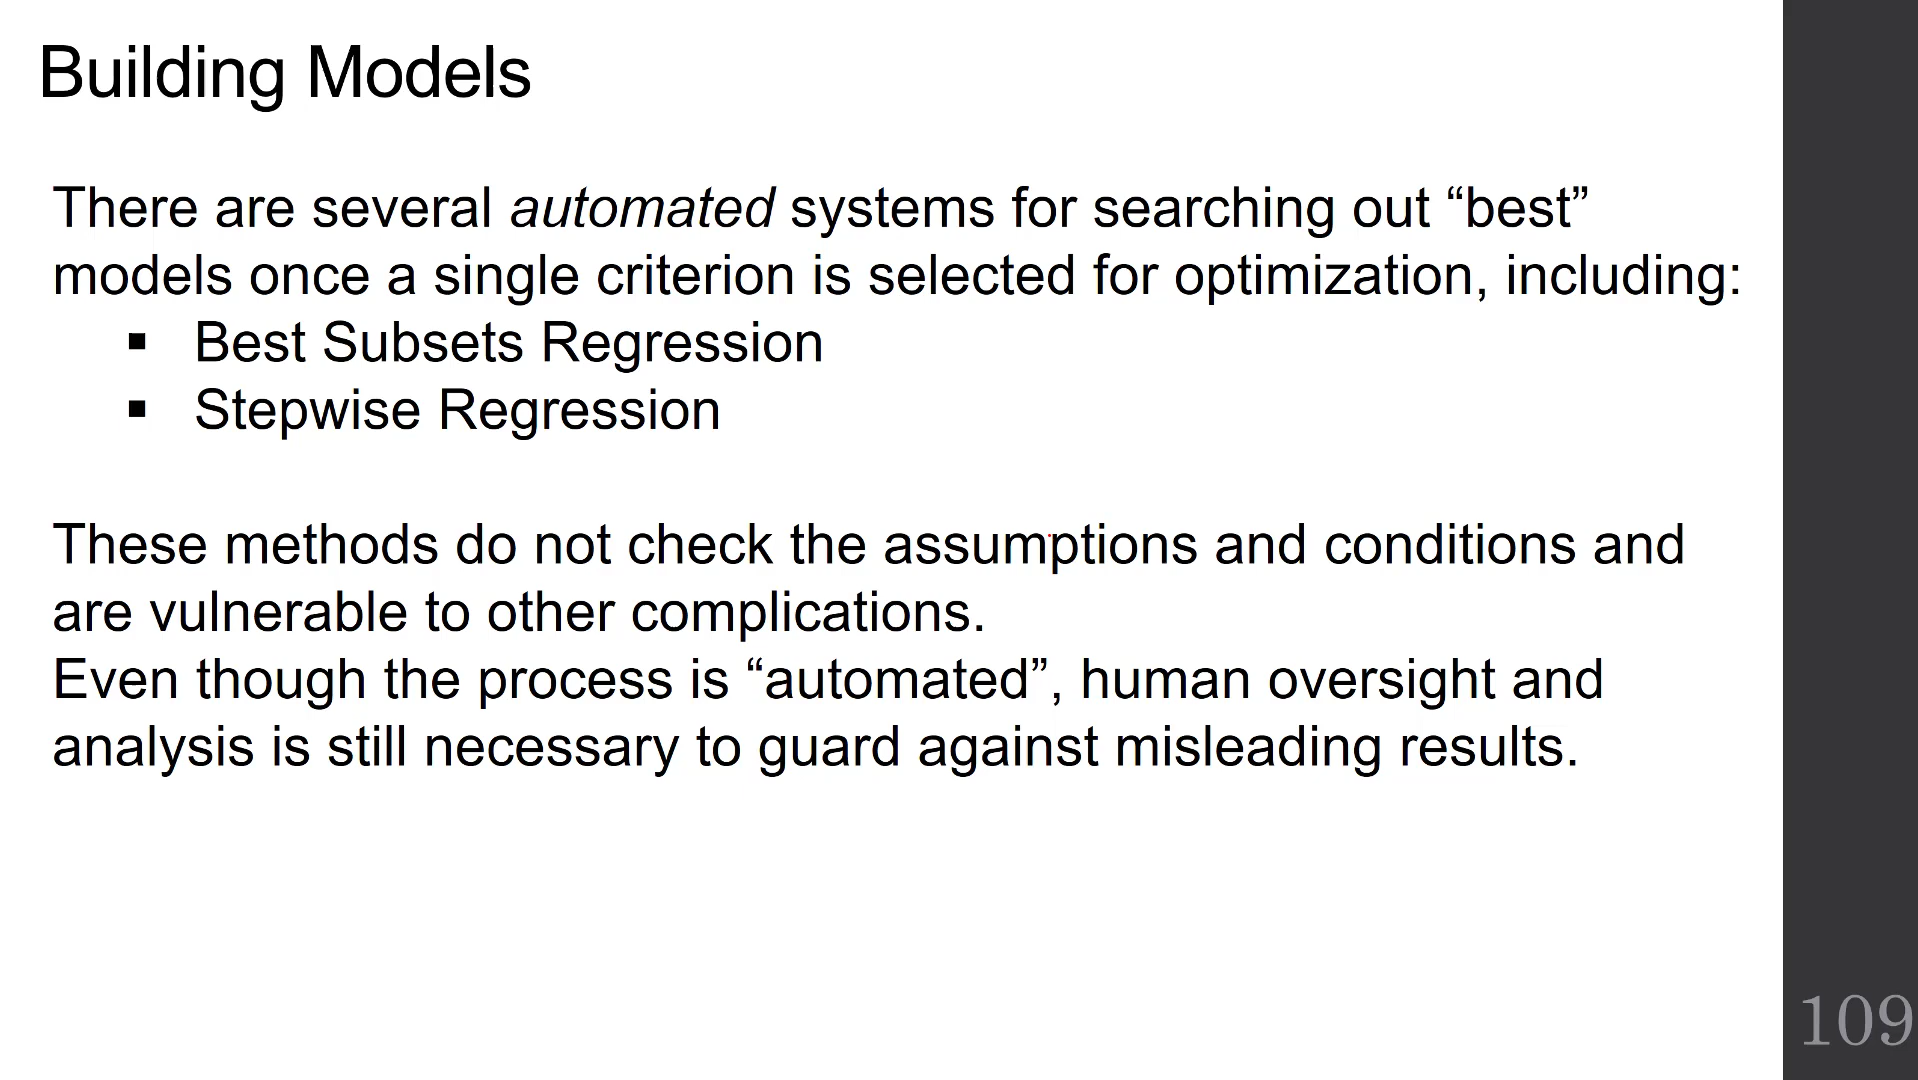 Building Models
There are several automated systems for searching out “best”
models once a single criterion is selected for optimization, including:
▪ Best Subsets Regression
▪ Stepwise Regression
These methods do not check the assumptions and conditions and
are vulnerable to other complications.
Even though the process is “automated”, human oversight and
analysis is still necessary to guard against misleading results.
109